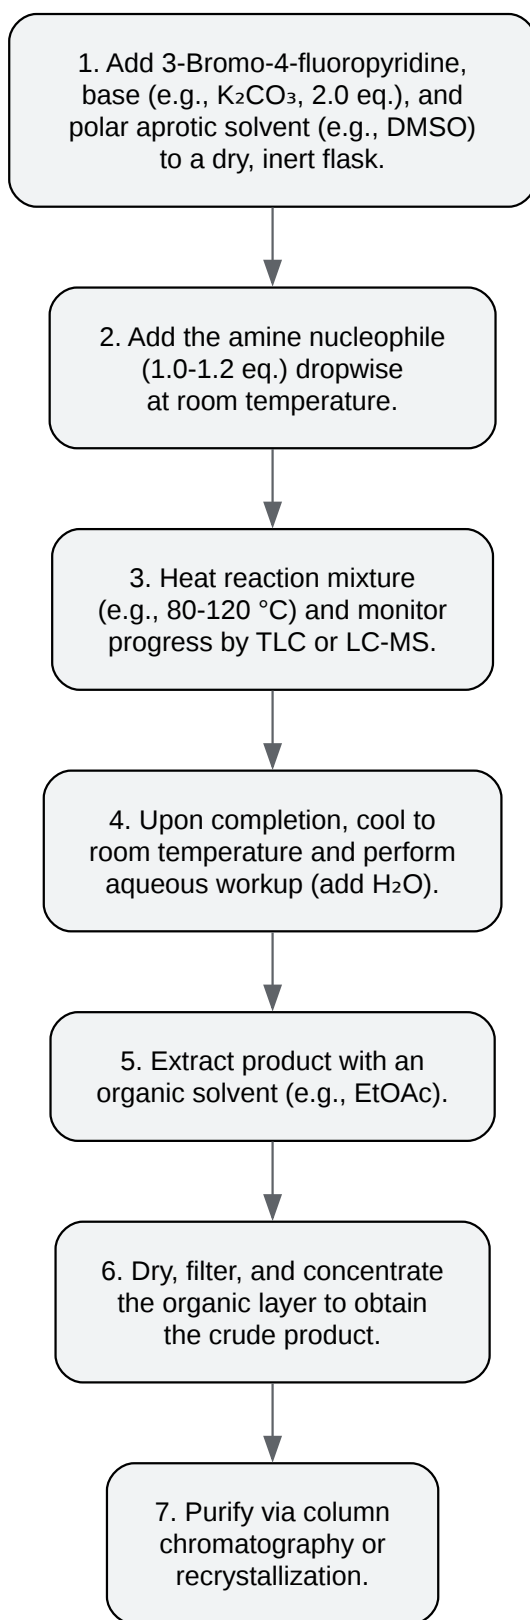 1. Add 3-Bromo-4-fluoropyridine,
base (e.g., K₂CO₃, 2.0 eq.), and
polar aprotic solvent (e.g., DMSO)
to a dry, inert flask.
2. Add the amine nucleophile
(1.0-1.2 eq.) dropwise
at room temperature.
3. Heat reaction mixture
(e.g., 80-120 °C) and monitor
progress by TLC or LC-MS.
4. Upon completion, cool to
room temperature and perform
aqueous workup (add H₂O).
5. Extract product with an
organic solvent (e.g., EtOAc).
6. Dry, filter, and concentrate
the organic layer to obtain
the crude product.
7. Purify via column
chromatography or
recrystallization.